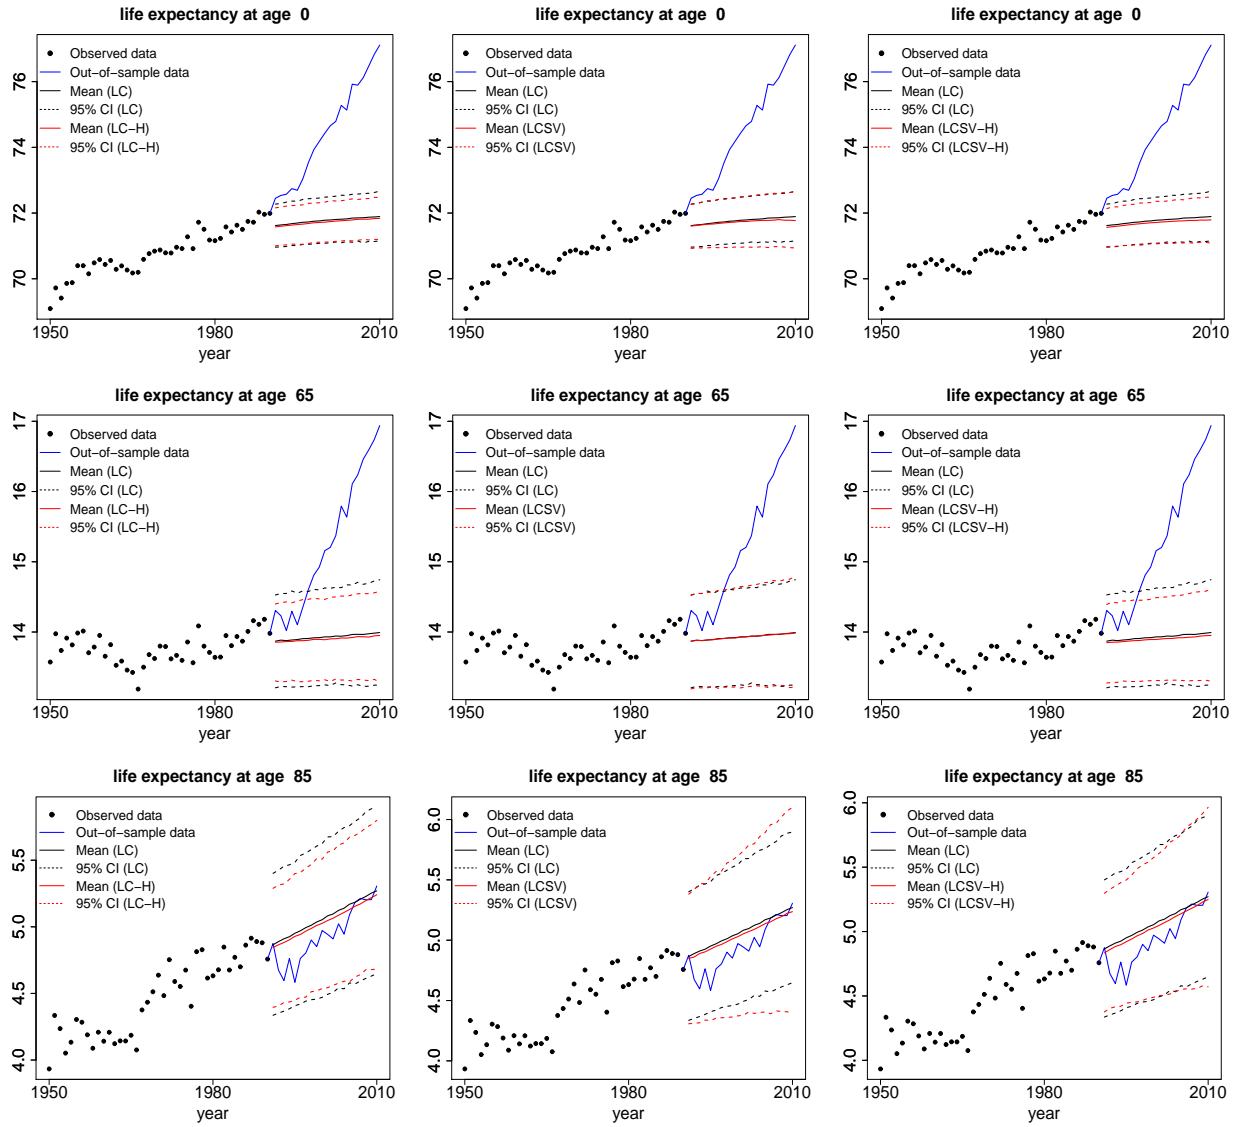 life expectancy at age 0
Observed data
Out−of−sample data
Mean (LC)
95% CI (LC)
Mean (LC−H)
95% CI (LC−H)
70 72 74 76
1950 1980 2010
year
life expectancy at age 0
Observed data
Out−of−sample data
Mean (LC)
95% CI (LC)
Mean (LCSV)
95% CI (LCSV)
70 72 74 76
1950 1980 2010
year
life expectancy at age 0
Observed data
Out−of−sample data
Mean (LC)
95% CI (LC)
Mean (LCSV−H)
95% CI (LCSV−H)
70 72 74 76
1950 1980 2010
year
life expectancy at age 65
Observed data
Out−of−sample data
Mean (LC)
95% CI (LC)
Mean (LC−H)
95% CI (LC−H)
14 15 16 17
1950 1980 2010
year
life expectancy at age 65
Observed data
Out−of−sample data
Mean (LC)
95% CI (LC)
Mean (LCSV)
95% CI (LCSV)
14 15 16 17
1950 1980 2010
year
life expectancy at age 65
Observed data
Out−of−sample data
Mean (LC)
95% CI (LC)
Mean (LCSV−H)
95% CI (LCSV−H)
14 15 16 17
1950 1980 2010
year
life expectancy at age 85
Observed data
Out−of−sample data
Mean (LC)
95% CI (LC)
Mean (LC−H)
95% CI (LC−H)
4.0 4.5 5.0 5.5
1950 1980 2010
year
life expectancy at age 85
Observed data
Out−of−sample data
Mean (LC)
95% CI (LC)
Mean (LCSV)
95% CI (LCSV)
4.0 4.5 5.0 5.5 6.0
1950 1980 2010
year
life expectancy at age 85
Observed data
Out−of−sample data
Mean (LC)
95% CI (LC)
Mean (LCSV−H)
95% CI (LCSV−H)
4.0 4.5 5.0 5.5 6.0
1950 1980 2010
year